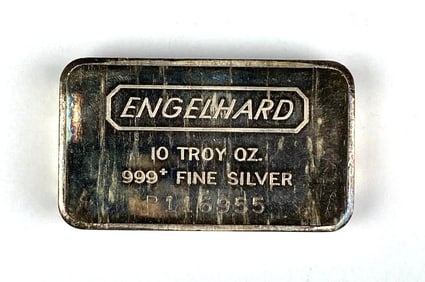 ENGELHARD
10 TROY OZ.
999+ FINE SILVER
P116955